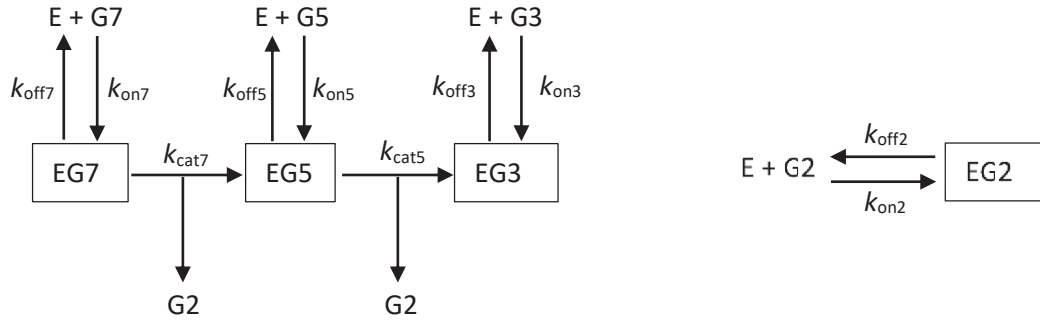 E + G7 E + G5 E + G3
koff7 kon7 koff5 kon5 koff3 kon3
kcat7 kcat5 koff2
EG7 EG5 EG3 E + G2 EG2
kon2
G2 G2